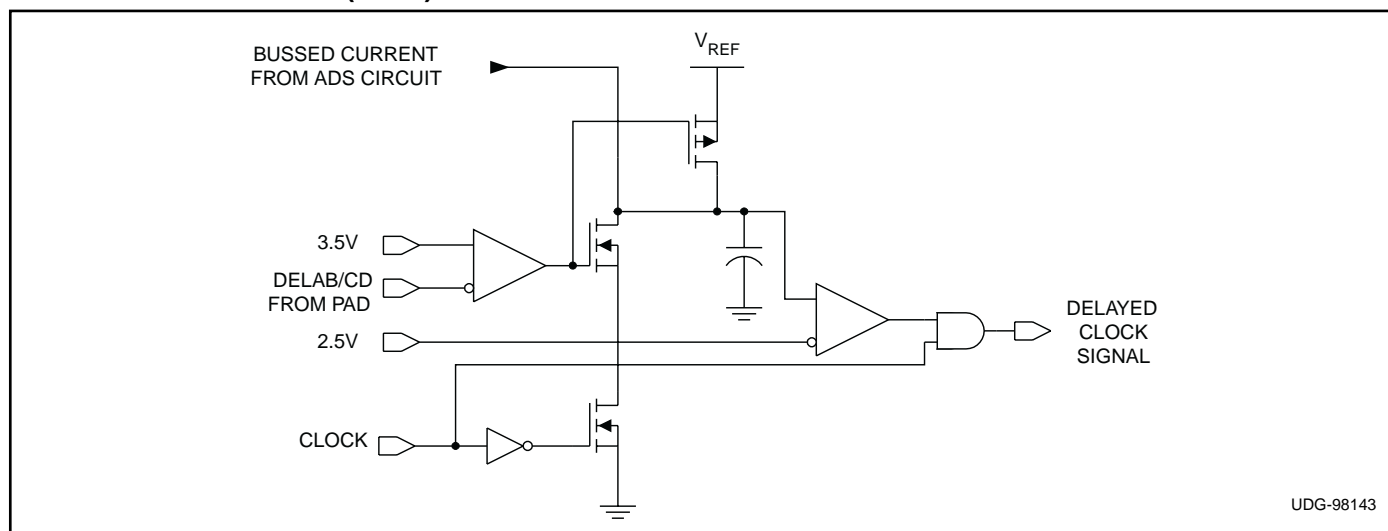 BUSSED CURRENT
FROM ADS CIRCUIT
VREF
3.5V
DELAB/CD
FROM PAD
2.5V
DELAYED
CLOCK
SIGNAL
CLOCK
UDG-98143